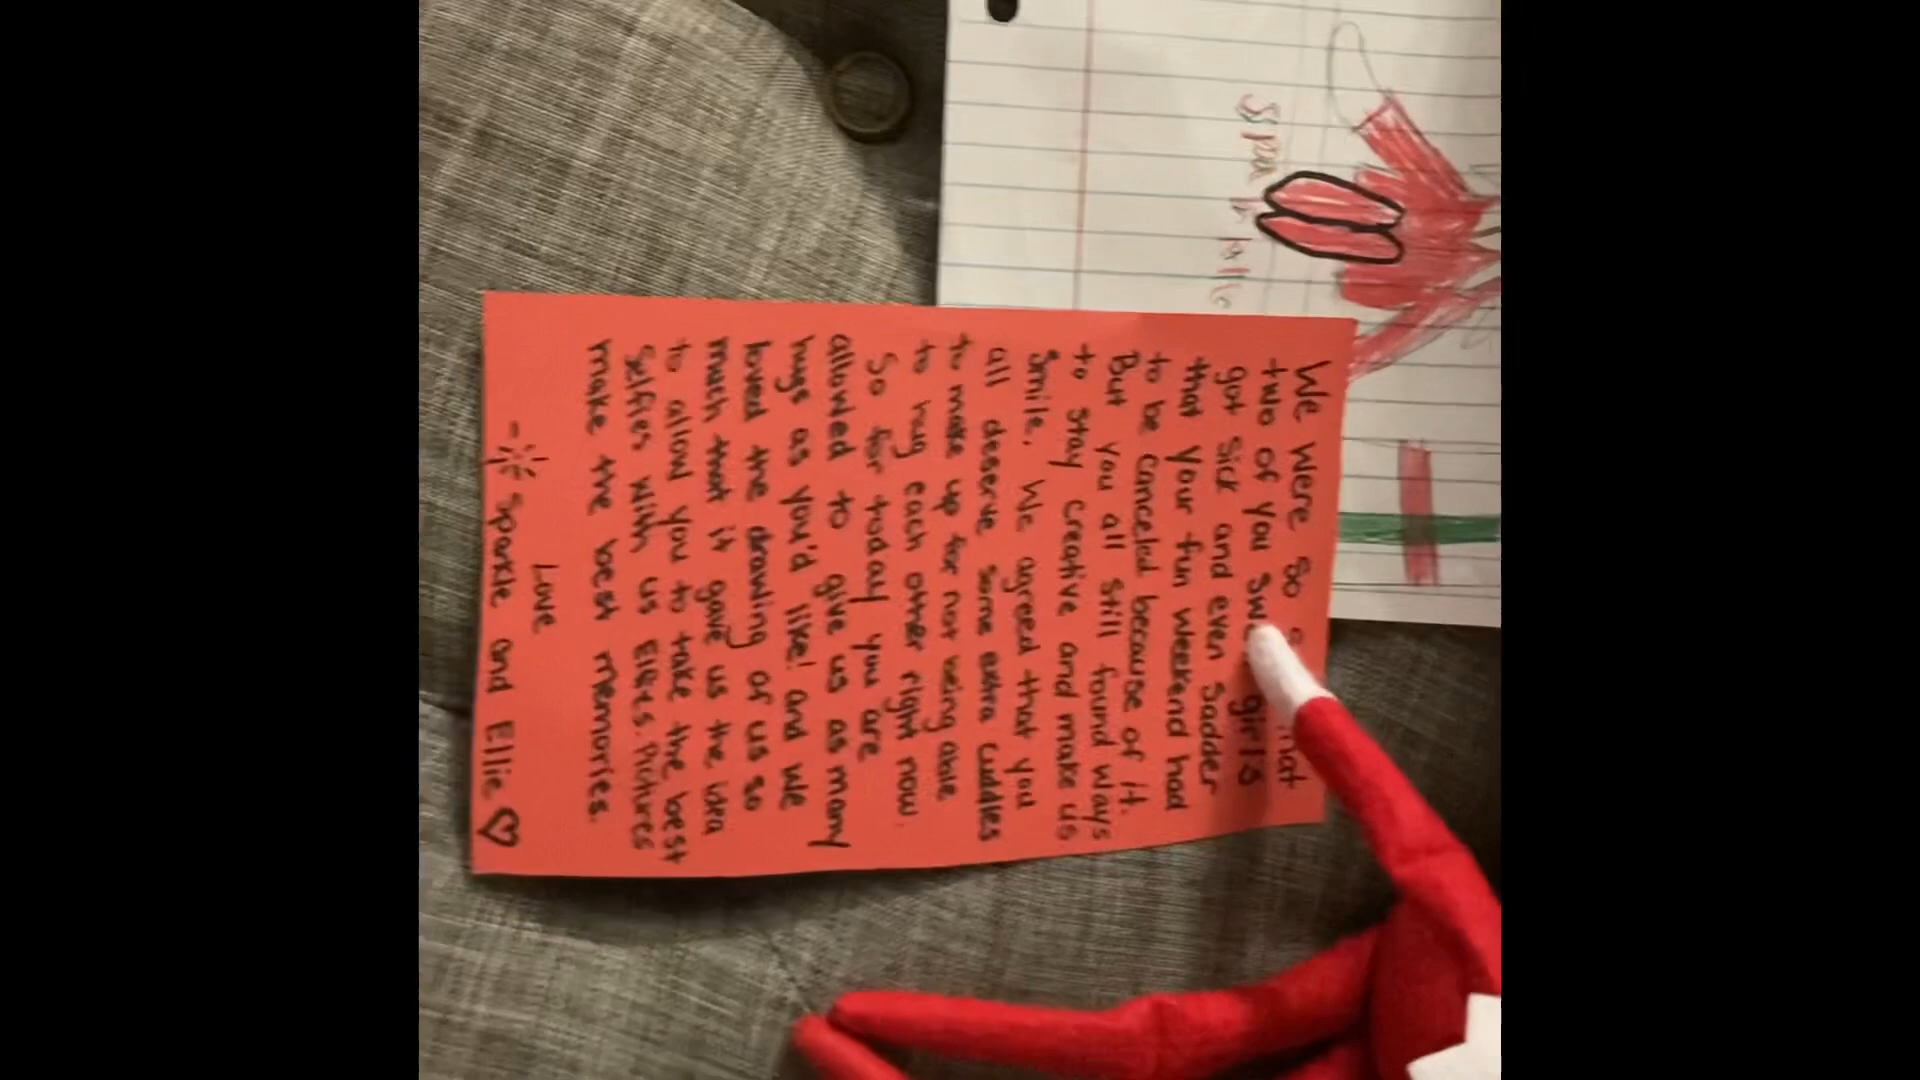 We were so that
two of you girls
got sick and even sadder
that your fun weekend had
to be canceled because of it.
But you all still found ways
to stay creative and make us
smile. We agreed that you
all deserve some extra cuddles
to make up for not being able
to hug each other right now.
So for today you are
allowed to give us as many
hugs as you'd like! and we
loved the drawing of us so
much that it gave us the idea
to allow you to take the best
selfies with us Elfies. Pictures
make the best memories.
Love
Sparkle and Ellie ♡